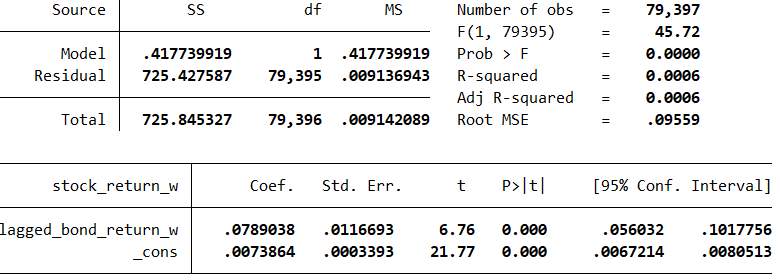 Source SS df MS Number of obs = 79,397
F(1, 79395) = 45.72
Model .417739919 1 .417739919 Prob > F = 0.0000
Residual 725.427587 79,395 .009136943 R-squared = 0.0006
Adj R-squared = 0.0006
Total 725.845327 79,396 .009142089 Root MSE = .09559
stock_return_w Coef. Std. Err. t P>|t| [95% Conf. Interval]
lagged_bond_return_w .0789038 .0116693 6.76 0.000 .056032 .1017756
_cons .0073864 .0003393 21.77 0.000 .0067214 .0080513